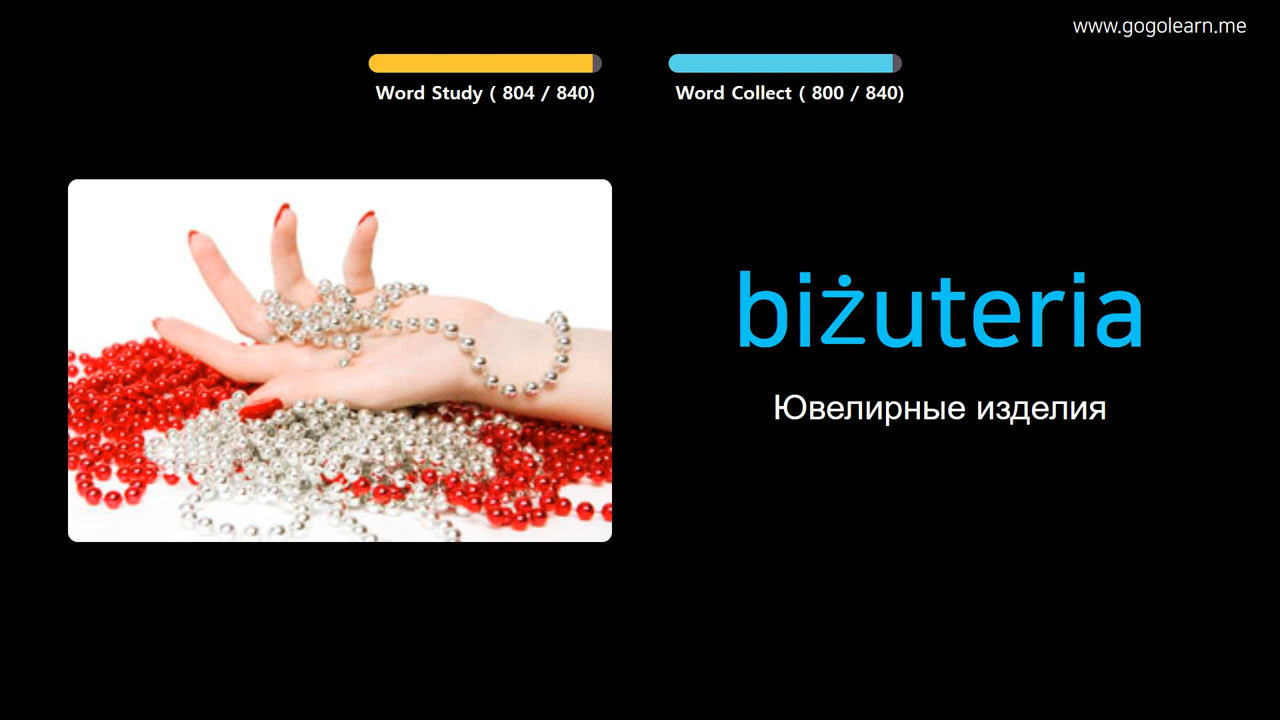 www.gogolearn.me
Word Study ( 804 / 840)
Word Collect ( 800 / 840)
biżuteria
Ювелирные изделия